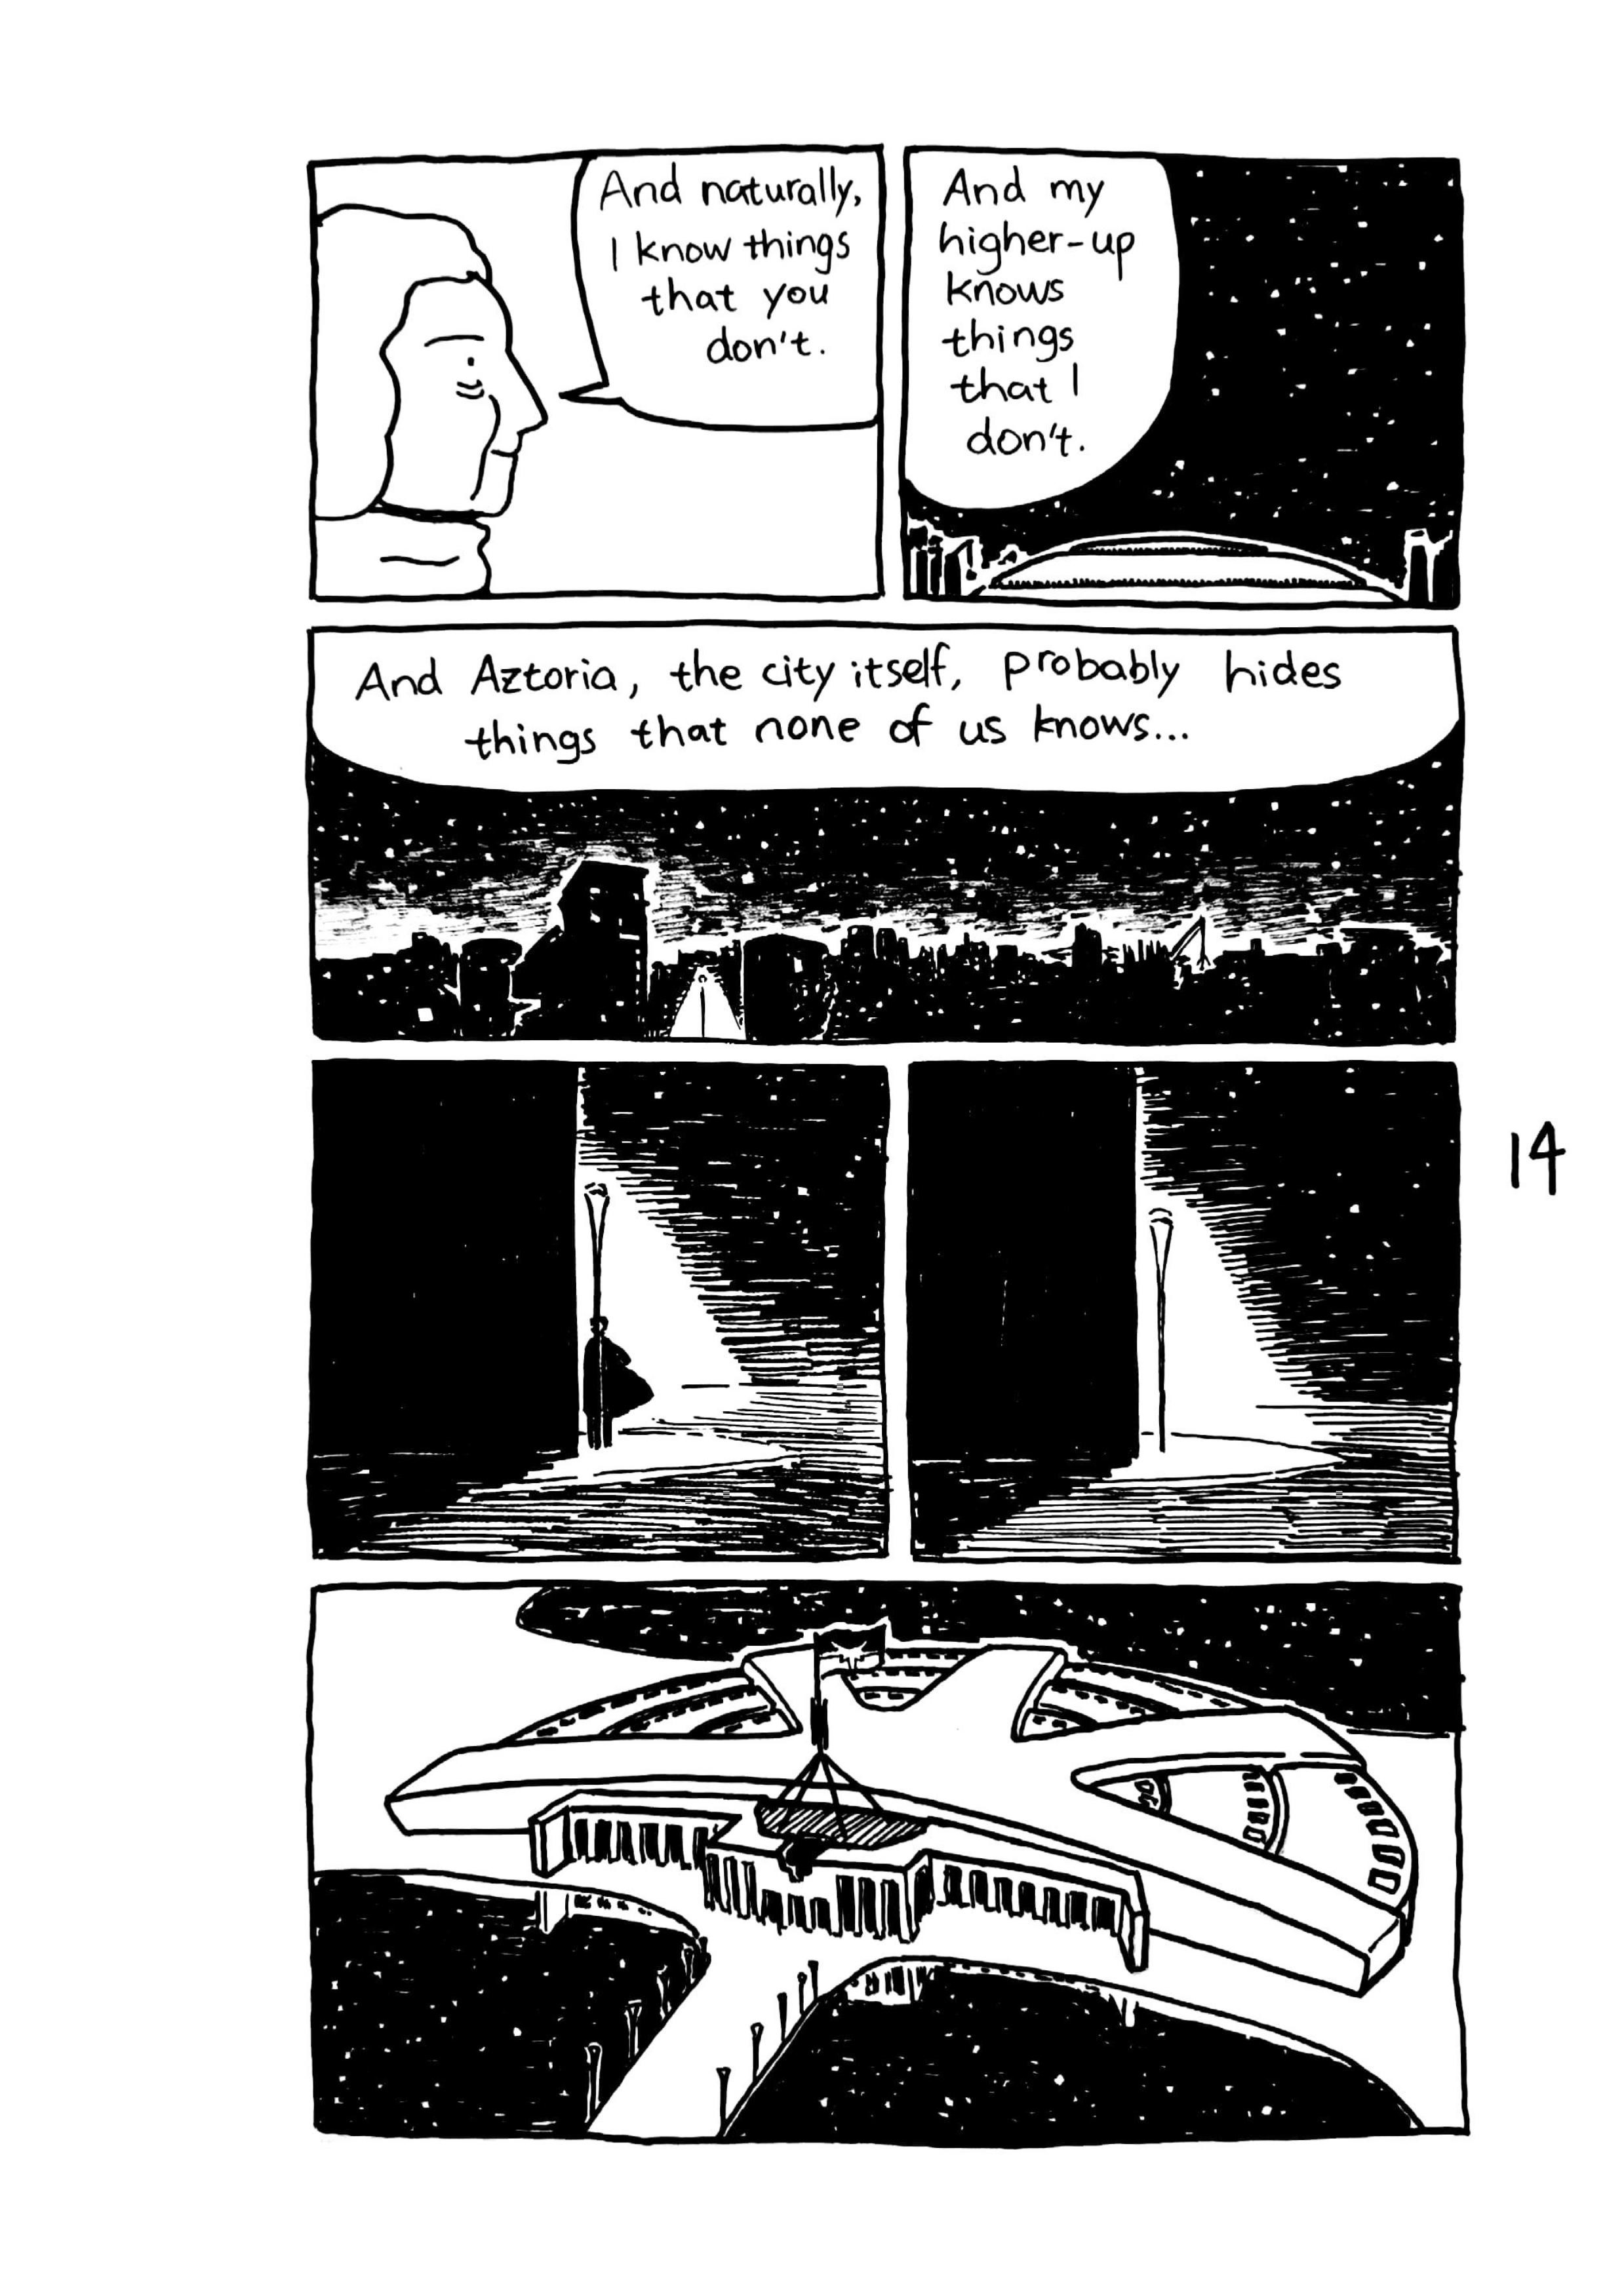 And naturally,
I know things
that you
don't.
And my
higher-up
knows
things
that I
don't.
And Aztoria, the city itself, probably hides
things that none of us knows...
14